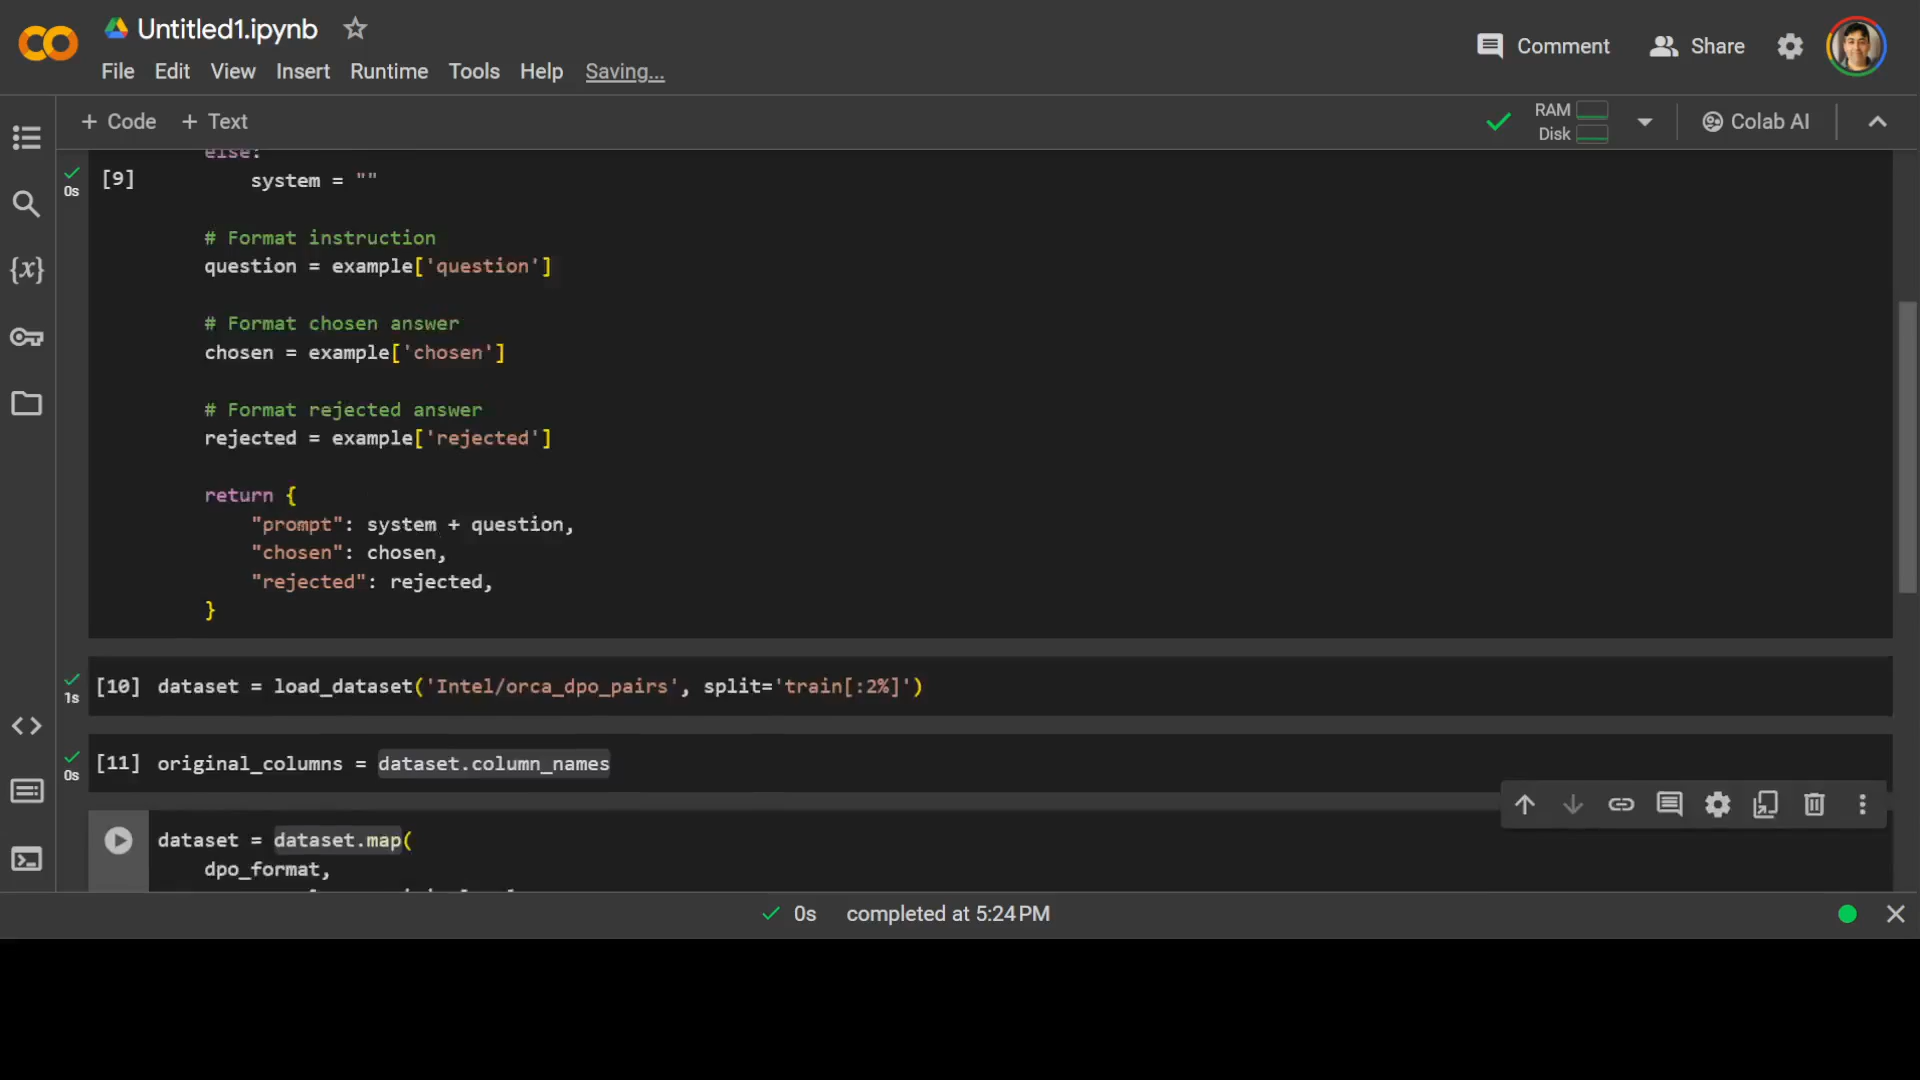 Untitled1.ipynb
Comment
Share
File Edit View Insert Runtime Tools Help Saving...
+ Code + Text
RAM
Disk
Colab AI
else:
0s
[9]
system = ""
# Format instruction
question = example['question']
# Format chosen answer
chosen = example['chosen']
# Format rejected answer
rejected = example['rejected']
return {
"prompt": system + question,
"chosen": chosen,
"rejected": rejected,
}
1s
[10] dataset = load_dataset('Intel/orca_dpo_pairs', split='train[:2%]')
0s
[11] original_columns = dataset.column_names
dataset = dataset.map(
dpo_format,
0s completed at 5:24 PM